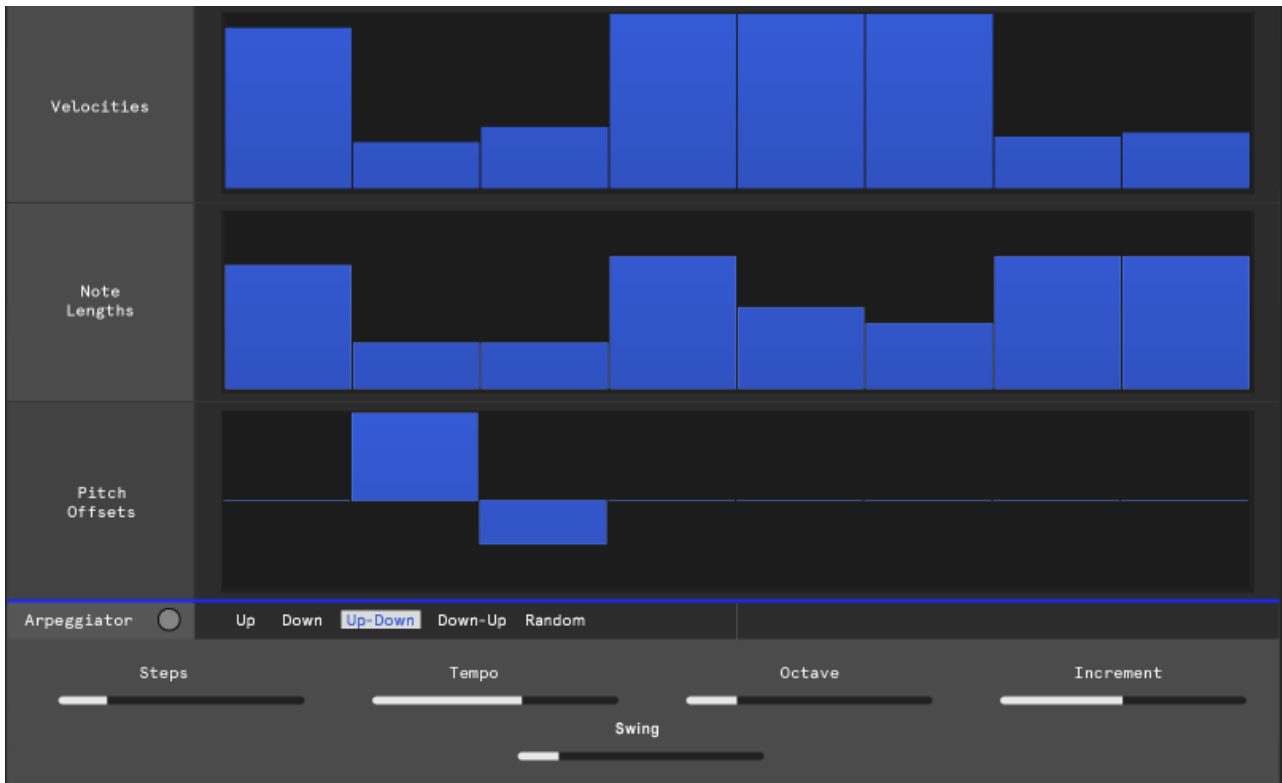 Velocities
Note
Lengths
Pitch
Offsets
Arpeggiator Up Down Up-Down Down-Up Random
Steps Tempo Octave Increment
Swing